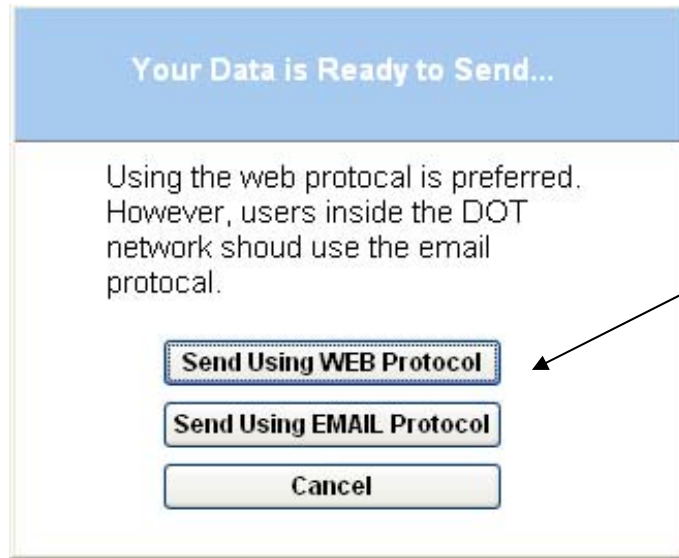 Your Data is Ready to Send...
Using the web protocal is preferred.
However, users inside the DOT
network shoud use the email
protocal.
Send Using WEB Protocol
Send Using EMAIL Protocol
Cancel